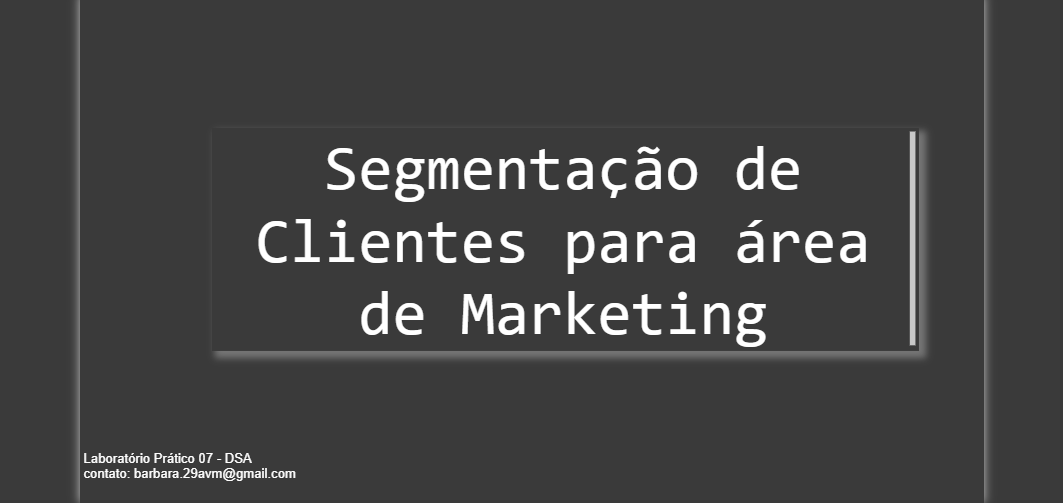 Segmentação de
Clientes para área
de Marketing
Laboratório Prático 07 - DSA
contato: barbara.29avm@gmail.com